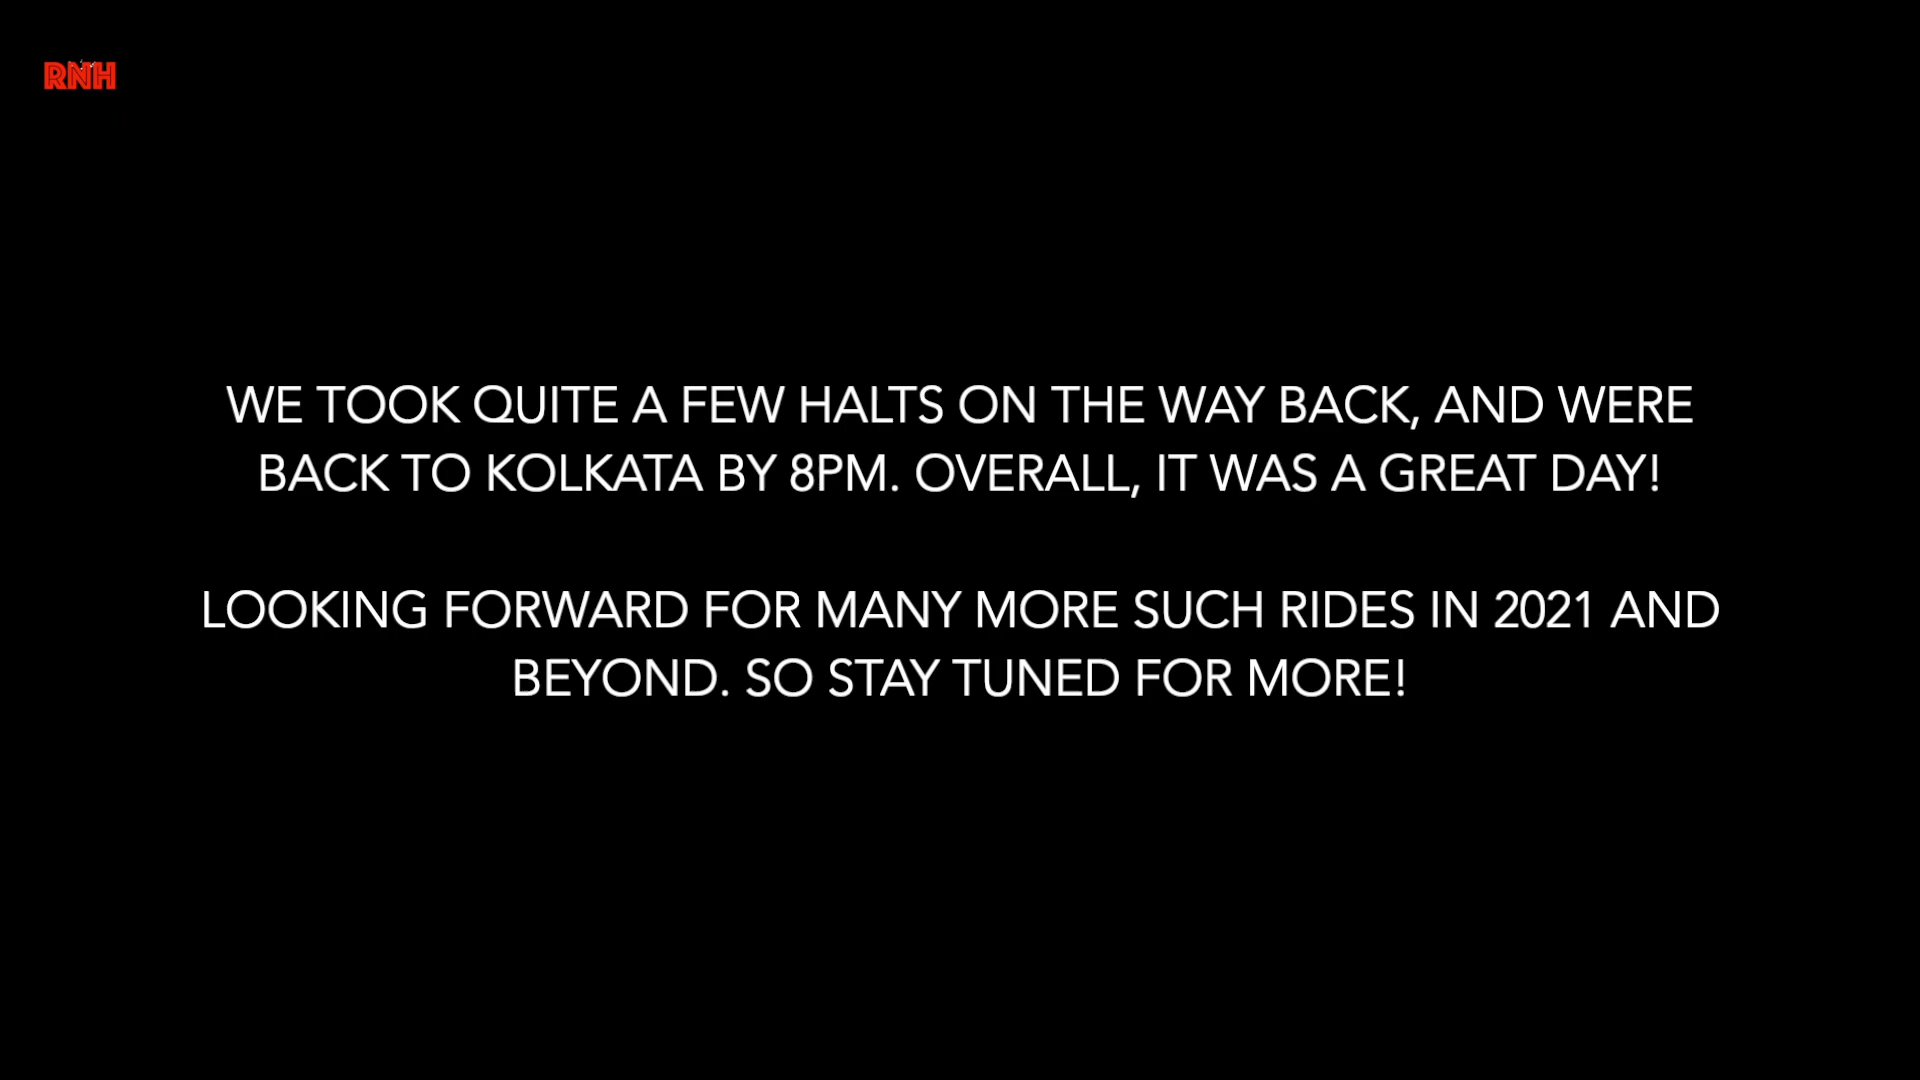 RNH
WE TOOK QUITE A FEW HALTS ON THE WAY BACK, AND WERE
BACK TO KOLKATA BY 8PM. OVERALL, IT WAS A GREAT DAY!
LOOKING FORWARD FOR MANY MORE SUCH RIDES IN 2021 AND
BEYOND. SO STAY TUNED FOR MORE!